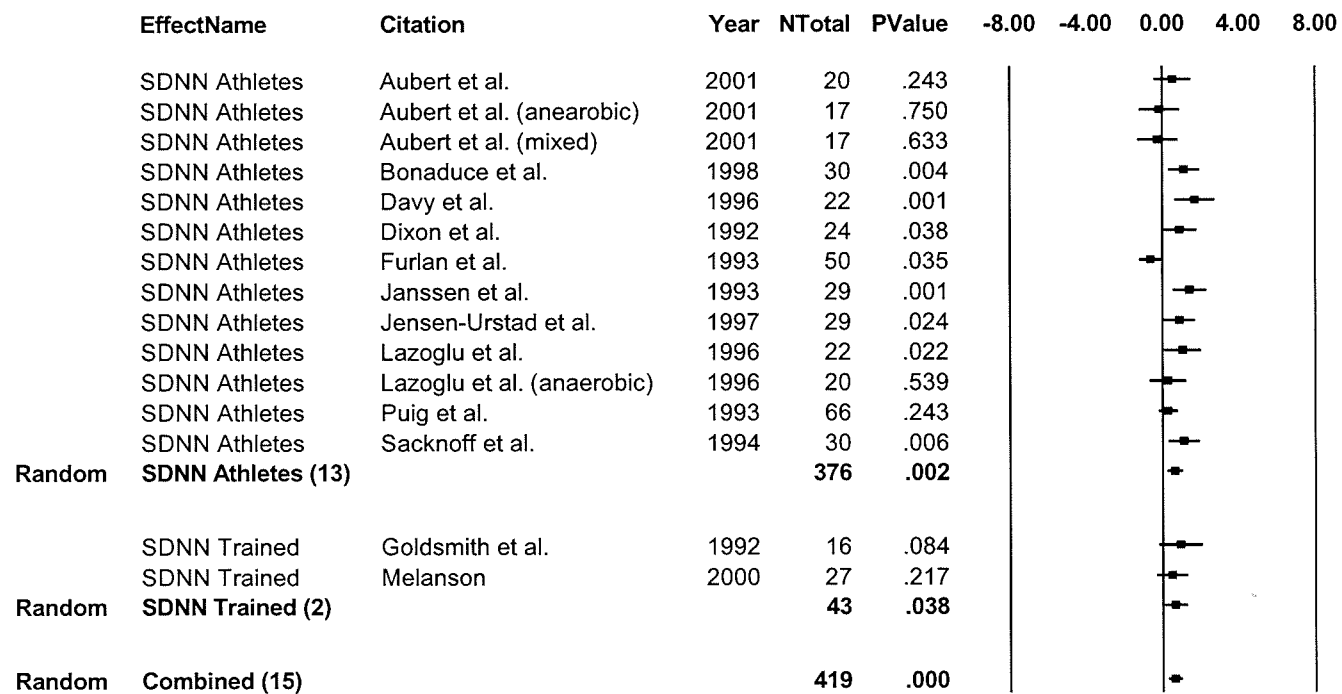 EffectName Citation Year NTotal PValue -8.00 -4.00 0.00 4.00 8.00
SDNN Athletes Aubert et al. 2001 20 .243
SDNN Athletes Aubert et al. (anearobic) 2001 17 .750
SDNN Athletes Aubert et al. (mixed) 2001 17 .633
SDNN Athletes Bonaduce et al. 1998 30 .004
SDNN Athletes Davy et al. 1996 22 .001
SDNN Athletes Dixon et al. 1992 24 .038
SDNN Athletes Furlan et al. 1993 50 .035
SDNN Athletes Janssen et al. 1993 29 .001
SDNN Athletes Jensen-Urstad et al. 1997 29 .024
SDNN Athletes Lazoglu et al. 1996 22 .022
SDNN Athletes Lazoglu et al. (anaerobic) 1996 20 .539
SDNN Athletes Puig et al. 1993 66 .243
SDNN Athletes Sacknoff et al. 1994 30 .006
Random SDNN Athletes (13) 376 .002
SDNN Trained Goldsmith et al. 1992 16 .084
SDNN Trained Melanson 2000 27 .217
Random SDNN Trained (2) 43 .038
Random Combined (15) 419 .000